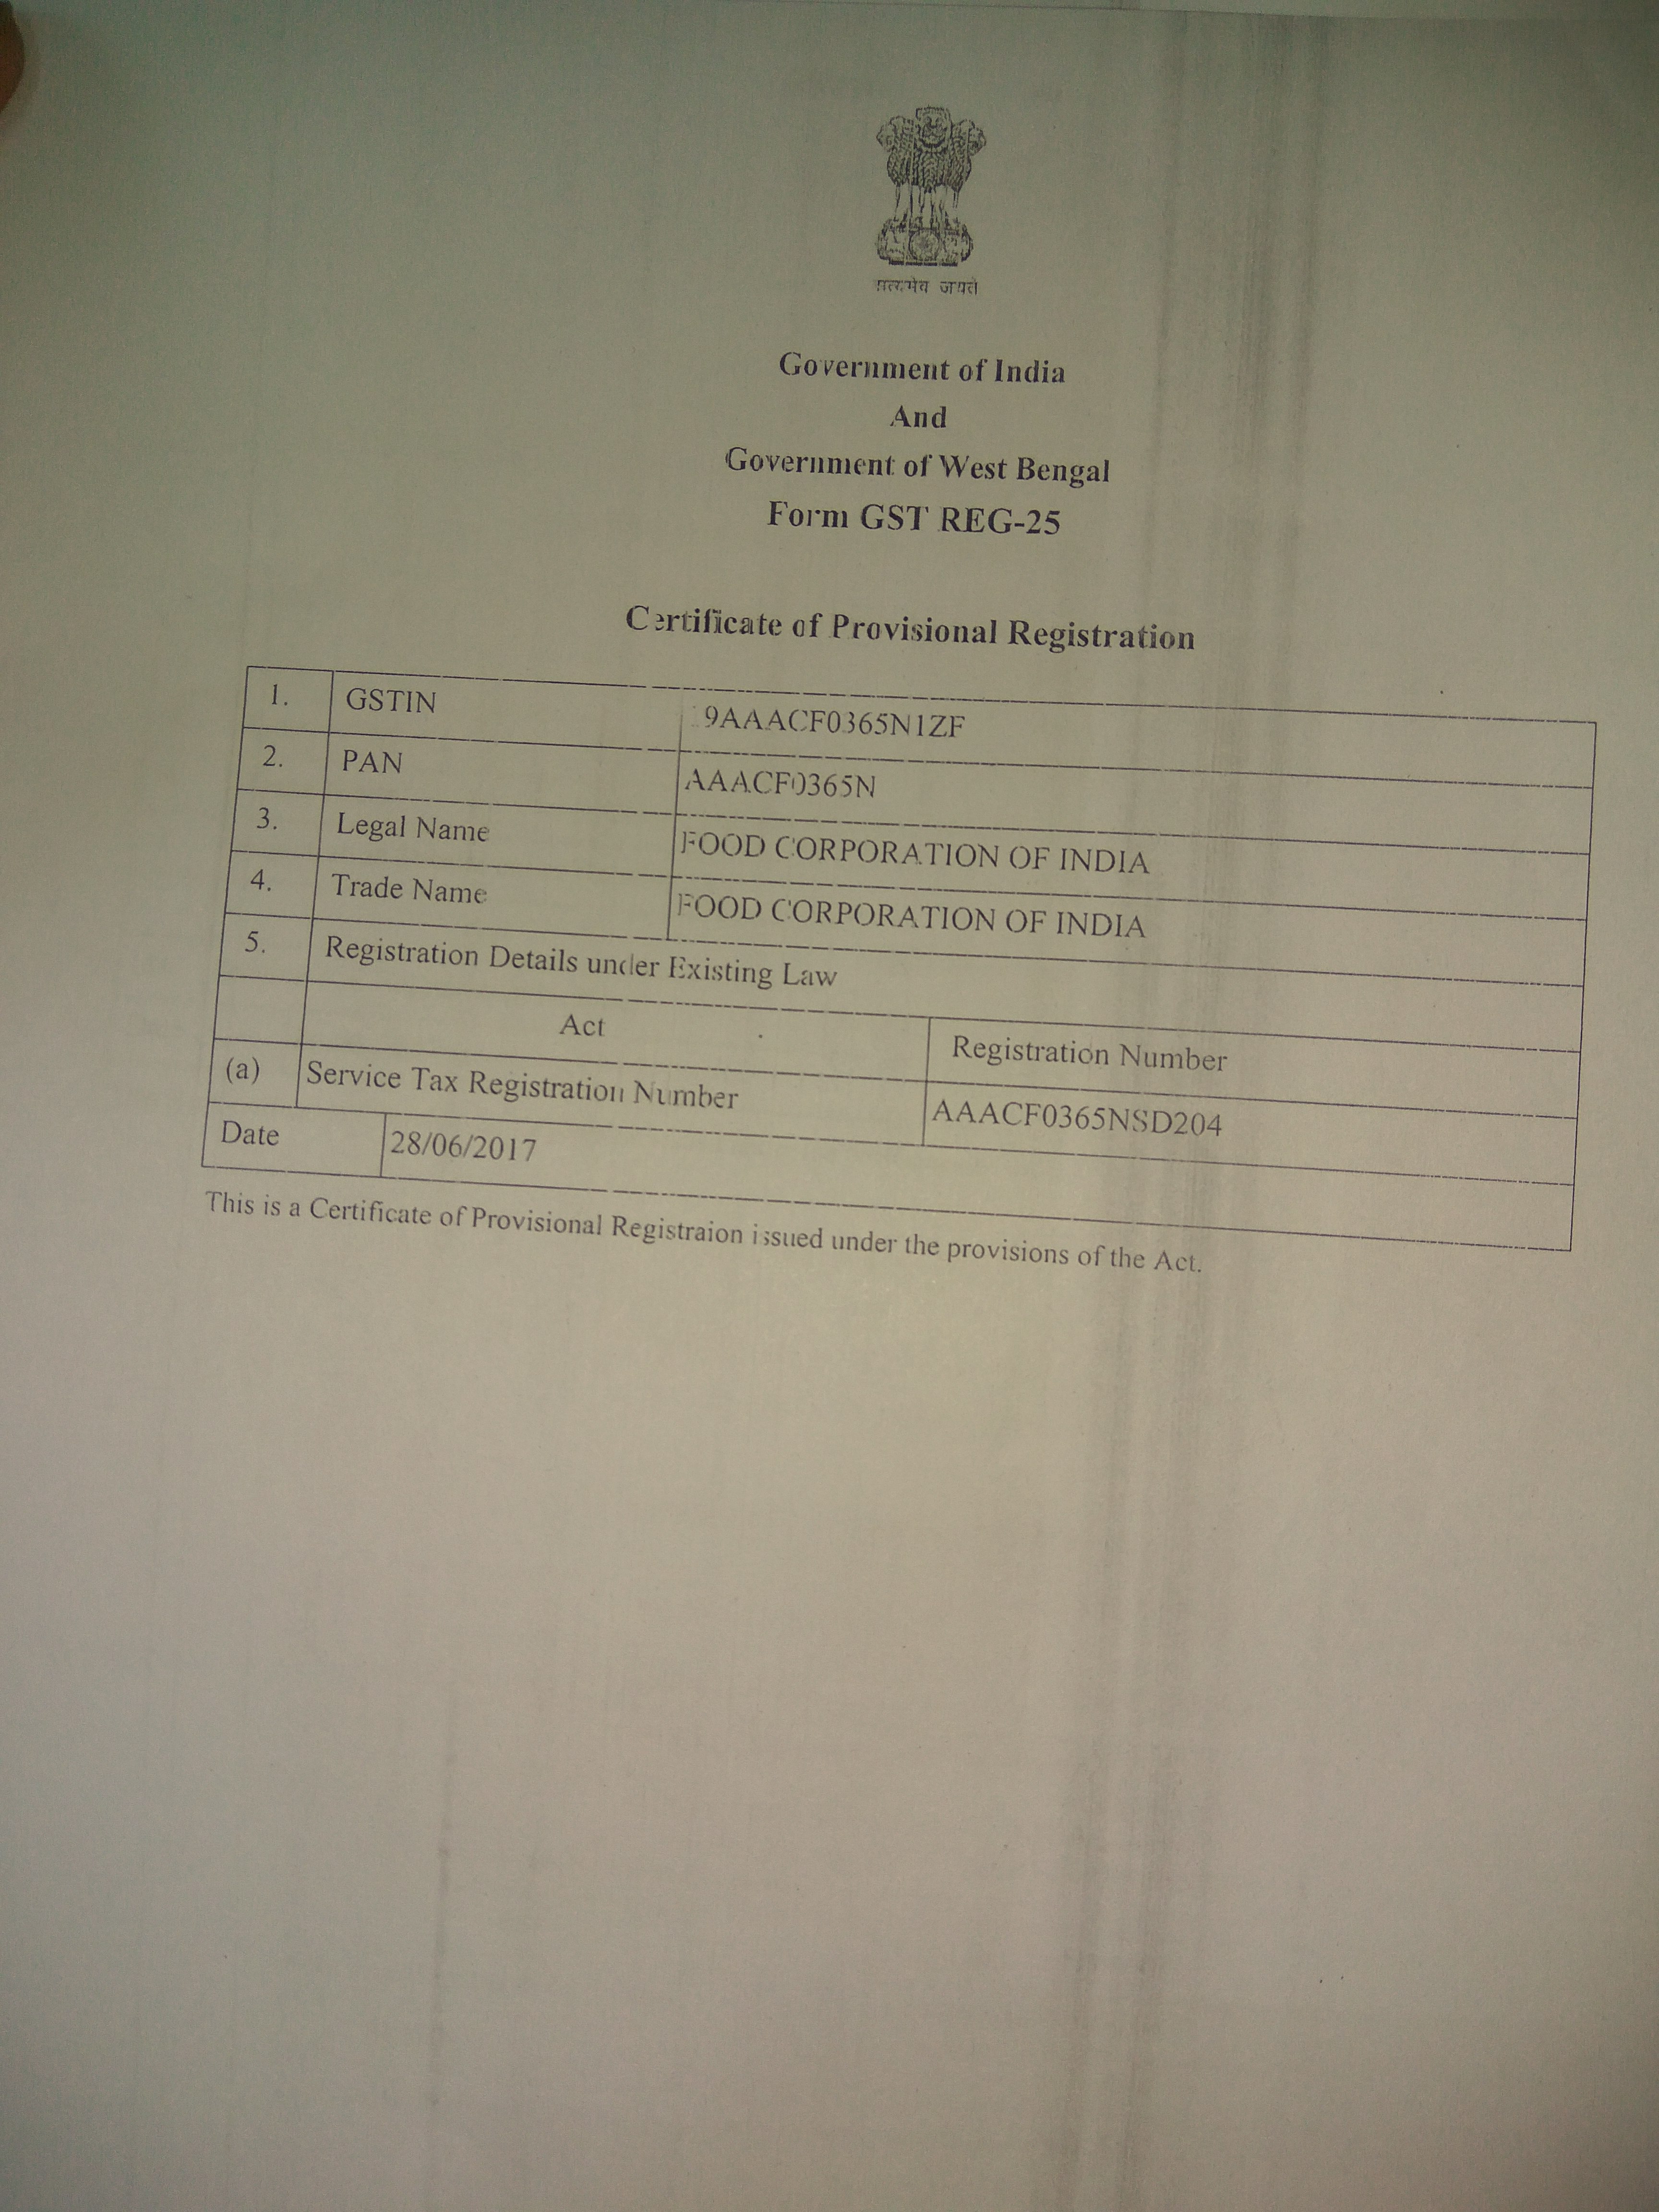 सत्यमेव जयते
Government of India
And
Government of West Bengal
Form GST REG-25
Certificate of Provisional Registration
1. GSTIN 9AAACF0365N1ZF
2. PAN AAACF0365N
3. Legal Name FOOD CORPORATION OF INDIA
4. Trade Name FOOD CORPORATION OF INDIA
5. Registration Details under Existing Law
Act Registration Number
(a) Service Tax Registration Number AAACF0365NSD204
Date 28/06/2017
This is a Certificate of Provisional Registraion issued under the provisions of the Act.